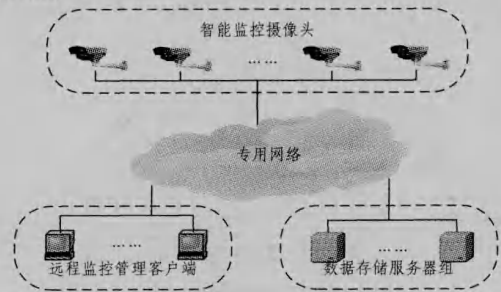 智能监控摄像头
……
专用网络
……
远程监控管理客户端
……
数据存储服务器组